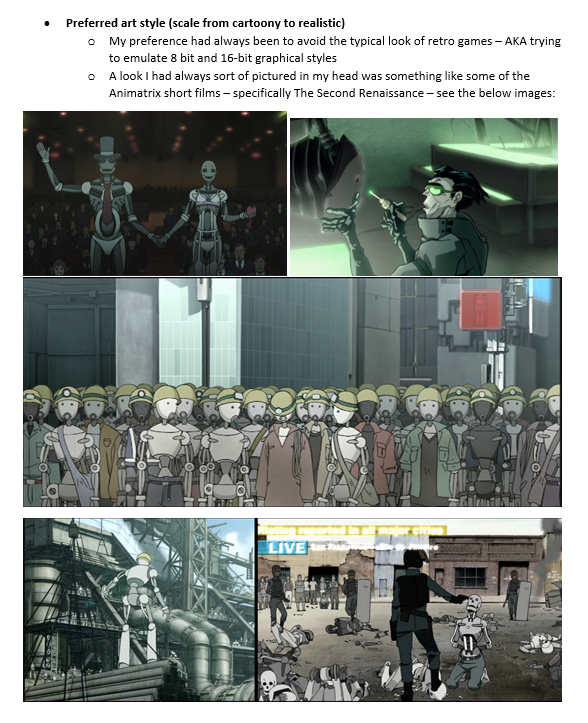 • Preferred art style (scale from cartoony to realistic)
o My preference had always been to avoid the typical look of retro games – AKA trying
to emulate 8 bit and 16-bit graphical styles
o A look I had always sort of pictured in my head was something like some of the
Animatrix short films – specifically The Second Renaissance – see the below images:
reported in all major cities
LIVE